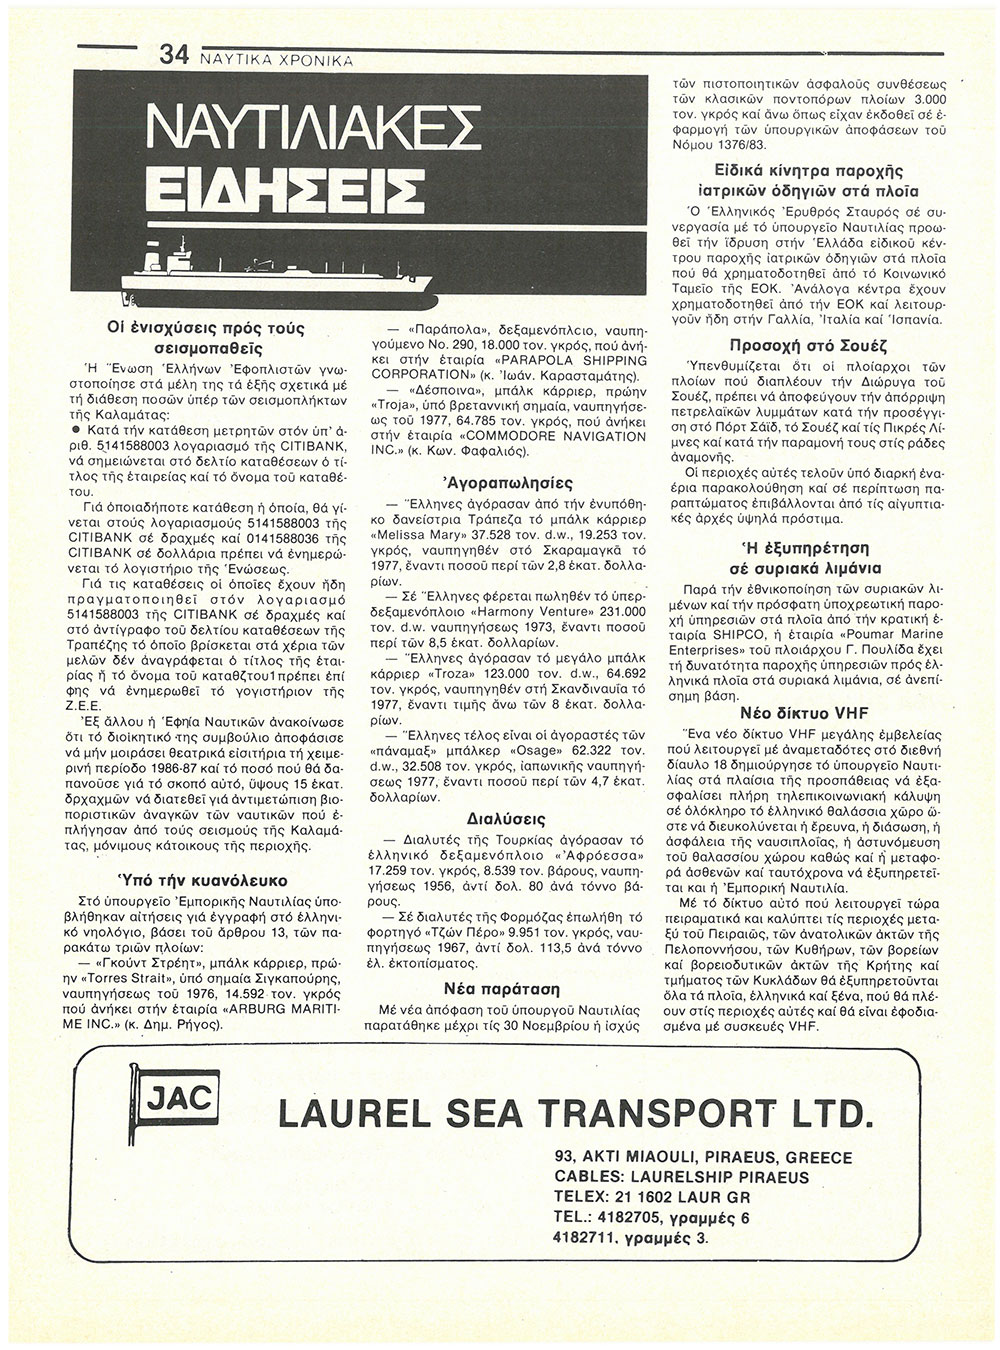 34 ΝΑΥΤΙΚΑ ΧΡΟΝΙΚΑ
ΝΑΥΤΙΛΙΑΚΕΣ
ΕΙΔΗΣΕΙΣ
Οἱ ἐνισχύσεις πρός τούς
σεισμοπαθεῖς
Ἡ Ἕνωση Ἑλλήνων Ἐφοπλιστῶν γνω-
στοποίησε στά μέλη της τά ἑξῆς σχετικά μέ
τή διάθεση ποσῶν ὑπέρ τῶν σεισμοπλήκτων
τῆς Καλαμάτας:
● Κατά τήν κατάθεση μετρητῶν στόν ὑπ' ἀ-
ριθ. 5141588003 λογαριασμό τῆς CITIBANK,
νά σημειώνεται στό δελτίο καταθέσεων ὁ τί-
τλος τῆς ἑταιρείας καί τό ὄνομα τοῦ καταθέ-
του.
Γιά ὁποιαδήποτε κατάθεση ἡ ὁποία, θά γί-
νεται στούς λογαριασμούς 5141588003 τῆς
CITIBANK σέ δραχμές καί 0141588036 τῆς
CITIBANK σέ δολλάρια πρέπει νά ἐνημερώ-
νεται τό λογιστήριο τῆς Ἑνώσεως.
Γιά τίς καταθέσεις οἱ ὁποῖες ἔχουν ἤδη
πραγματοποιηθεῖ στόν λογαριασμό
5141588003 τῆς CITIBANK σέ δραχμές καί
στό ἀντίγραφο τοῦ δελτίου καταθέσεων τῆς
Τραπέζης τό ὁποῖο βρίσκεται στά χέρια τῶν
μελῶν δέν ἀναγράφεται ὁ τίτλος τῆς ἑται-
ρίας ἤ τό ὄνομα τοῦ καταθζτου1πρέπει ἐπί
φης νά ἐνημερωθεῖ τό γογιστήριον τῆς
Ζ.Ε.Ε.
Ἐξ ἄλλου ἡ Ἑφηία Ναυτικῶν ἀνακοίνωσε
ὅτι τό διοικητικό της συμβούλιο ἀποφάσισε
νά μήν μοιράσει θεατρικά εἰσιτήρια τή χειμε-
ρινή περίοδο 1986-87 καί τό ποσό πού θά δα-
πανοῦσε γιά τό σκοπό αὐτό, ὕψους 15 ἑκατ.
δρχαχμῶν νά διατεθεῖ γιά ἀντιμετώπιση βιο-
ποριστικῶν ἀναγκῶν τῶν ναυτικῶν πού ἐ-
πλήγησαν ἀπό τούς σεισμούς τῆς Καλαμά-
τας, μόνιμους κάτοικους τῆς περιοχῆς.
Ὑπό τήν κυανόλευκο
Στό ὑπουργεῖο Ἐμπορικῆς Ναυτιλίας ὑπο-
βλήθηκαν αἰτήσεις γιά ἐγγραφή στό ἑλληνι-
κό νηολόγιο, βάσει τοῦ ἄρθρου 13, τῶν πα-
ρακάτω τριῶν πλοίων:
— «Γκούντ Στρέητ», μπάλκ κάρριερ, πρώ-
ην «Torres Strait», ὑπό σημαία Σιγκαπούρης,
ναυπηγήσεως τοῦ 1976, 14.592 τον. γκρός
πού ἀνήκει στήν ἑταιρία «ARBURG MARITI-
ME INC.» (κ. Δημ. Ρήγος).
— «Παράπολα», δεξαμενόπλοιο, ναυπη-
γούμενο No. 290, 18.000 τον. γκρός, πού ἀνή-
κει στήν ἑταιρία «PARAPOLA SHIPPING
CORPORATION» (κ. Ἰωάν. Καρασταμάτης).
— «Δέσποινα», μπάλκ κάρριερ, πρώην
«Troja», ὑπό βρεταννική σημαία, ναυπηγήσε-
ως τοῦ 1977, 64.785 τον. γκρός, πού ἀνήκει
στήν ἑταιρία «COMMODORE NAVIGATION
INC.» (κ. Κων. Φαφαλιός).
Ἀγοραπωλησίες
— Ἕλληνες ἀγόρασαν ἀπό τήν ἐνυπόθη-
κο δανείστρια Τράπεζα τό μπάλκ κάρριερ
«Melissa Mary» 37.528 τον. d.w., 19.253 τον.
γκρός, ναυπηγηθέν στό Σκαραμαγκᾶ τό
1977, ἔναντι ποσοῦ περί τῶν 2,8 ἑκατ. δολλα-
ρίων.
— Σέ Ἕλληνες φέρεται πωληθέν τό ὑπερ-
δεξαμενόπλοιο «Harmony Venture» 231.000
τον. d.w. ναυπηγήσεως 1973, ἔναντι ποσοῦ
περί τῶν 8,5 ἑκατ. δολλαρίων.
— Ἕλληνες ἀγόρασαν τό μεγάλο μπάλκ
κάρριερ «Troza» 123.000 τον. d.w., 64.692
τον. γκρός, ναυπηγηθέν στή Σκανδιναυΐα τό
1977, ἔναντι τιμῆς ἄνω τῶν 8 ἑκατ. δολλα-
ρίων.
— Ἕλληνες τέλος εἶναι οἱ ἀγοραστές τῶν
«πάναμαξ» μπάλκερ «Osage» 62.322 τον.
d.w., 32.508 τον. γκρός, ἰαπωνικῆς ναυπηγή-
σεως 1977, ἔναντι ποσοῦ περί τῶν 4,7 ἑκατ.
δολλαρίων.
Διαλύσεις
— Διαλυτές τῆς Τουρκίας ἀγόρασαν τό
ἑλληνικό δεξαμενόπλοιο «Ἀφρόεσσα»
17.259 τον. γκρός, 8.539 τον. βάρους, ναυπη-
γήσεως 1956, ἀντί δολ. 80 ἀνά τόννο βά-
ρους.
— Σέ διαλυτές τῆς Φορμόζας ἐπωλήθη τό
φορτηγό «Τζών Πέρο» 9.951 τον. γκρός, ναυ-
πηγήσεως 1967, ἀντί δολ. 113,5 ἀνά τόννο
ἐλ. ἐκτοπίσματος.
Νέα παράταση
Μέ νέα ἀπόφαση τοῦ ὑπουργοῦ Ναυτιλίας
παρατάθηκε μέχρι τίς 30 Νοεμβρίου ἡ ἰσχύς
τῶν πιστοποιητικῶν ἀσφαλοῦς συνθέσεως
τῶν κλασικῶν ποντοπόρων πλοίων 3.000
τον. γκρός καί ἄνω ὅπως εἶχαν ἐκδοθεῖ σέ ἐ-
φαρμογή τῶν ὑπουργικῶν ἀποφάσεων τοῦ
Νόμου 1376/83.
Εἰδικά κίνητρα παροχῆς
ἰατρικῶν ὁδηγιῶν στά πλοῖα
Ὁ Ἑλληνικός Ἐρυθρός Σταυρός σέ συ-
νεργασία μέ τό ὑπουργεῖο Ναυτιλίας προω-
θεῖ τήν ἵδρυση στήν Ἑλλάδα εἰδικοῦ κέν-
τρου παροχῆς ἰατρικῶν ὁδηγιῶν στά πλοῖα
πού θά χρηματοδοτηθεῖ ἀπό τό Κοινωνικό
Ταμεῖο τῆς ΕΟΚ. Ἀνάλογα κέντρα ἔχουν
χρηματοδοτηθεῖ ἀπό τήν ΕΟΚ καί λειτουρ-
γοῦν ἤδη στήν Γαλλία, Ἰταλία καί Ἱσπανία.
Προσοχή στό Σουέζ
Ὑπενθυμίζεται ὅτι οἱ πλοίαρχοι τῶν
πλοίων πού διαπλέουν τήν Διώρυγα τοῦ
Σουέζ, πρέπει νά ἀποφεύγουν τήν ἀπόρριψη
πετρελαϊκῶν λυμμάτων κατά τήν προσέγγι-
ση στό Πόρτ Σάϊδ, τό Σουέζ καί τίς Πικρές Λί-
μνες καί κατά τήν παραμονή τους στίς ράδες
ἀναμονῆς.
Οἱ περιοχές αὐτές τελοῦν ὑπό διαρκῆ ἐνα-
έρια παρακολούθηση καί σέ περίπτωση πα-
ραπτώματος ἐπιβάλλονται ἀπό τίς αἰγυπτια-
κές ἀρχές ὑψηλά πρόστιμα.
Ἡ ἐξυπηρέτηση
σέ συριακά λιμάνια
Παρά τήν ἐθνικοποίηση τῶν συριακῶν λι-
μένων καί τήν πρόσφατη ὑποχρεωτική παρο-
χή ὑπηρεσιῶν στά πλοῖα ἀπό τήν κρατική ἑ-
ταιρία SHIPCO, ἡ ἑταιρία «Poumar Marine
Enterprises» τοῦ πλοιάρχου Γ. Πουλίδα ἔχει
τή δυνατότητα παροχῆς ὑπηρεσιῶν πρός ἑλ-
ληνικά πλοῖα στά συριακά λιμάνια, σέ ἀνεπί-
σημη βάση.
Νέο δίκτυο VHF
Ἕνα νέο δίκτυο VHF μεγάλης ἐμβελείας
πού λειτουργεῖ μέ ἀναμεταδότες στό διεθνή
δίαυλο 18 δημιούργησε τό ὑπουργεῖο Ναυτι-
λίας στά πλαίσια τῆς προσπάθειας νά ἐξα-
σφαλίσει πλήρη τηλεπικοινωνιακή κάλυψη
σέ ὁλόκληρο τό ἑλληνικό θαλάσσια χῶρο ὥ-
στε νά διευκολύνεται ἡ ἔρευνα, ἡ διάσωση, ἡ
ἀσφάλεια τῆς ναυσιπλοΐας, ἡ ἀστυνόμευση
τοῦ θαλασσίου χώρου καθώς καί ἡ μεταφο-
ρά ἀσθενῶν καί ταυτόχρονα νά ἐξυπηρετεῖ-
ται καί ἡ Ἐμπορική Ναυτιλία.
Μέ τό δίκτυο αὐτό πού λειτουργεῖ τώρα
πειραματικά καί καλύπτει τίς περιοχές μετα-
ξύ τοῦ Πειραιῶς, τῶν ἀνατολικῶν ἀκτῶν τῆς
Πελοποννήσου, τῶν Κυθήρων, τῶν βορείων
καί βορειοδυτικῶν ἀκτῶν τῆς Κρήτης καί
τμήματος τῶν Κυκλάδων θά ἐξυπηρετοῦνται
ὅλα τά πλοῖα, ἑλληνικά καί ξένα, πού θά πλέ-
ουν στίς περιοχές αὐτές καί θά εἶναι ἐφοδια-
σμένα μέ συσκευές VHF.
JAC
LAUREL SEA TRANSPORT LTD.
93, AKTI MIAOULI, PIRAEUS, GREECE
CABLES: LAURELSHIP PIRAEUS
TELEX: 21 1602 LAUR GR
TEL.: 4182705, γραμμές 6
4182711, γραμμές 3.